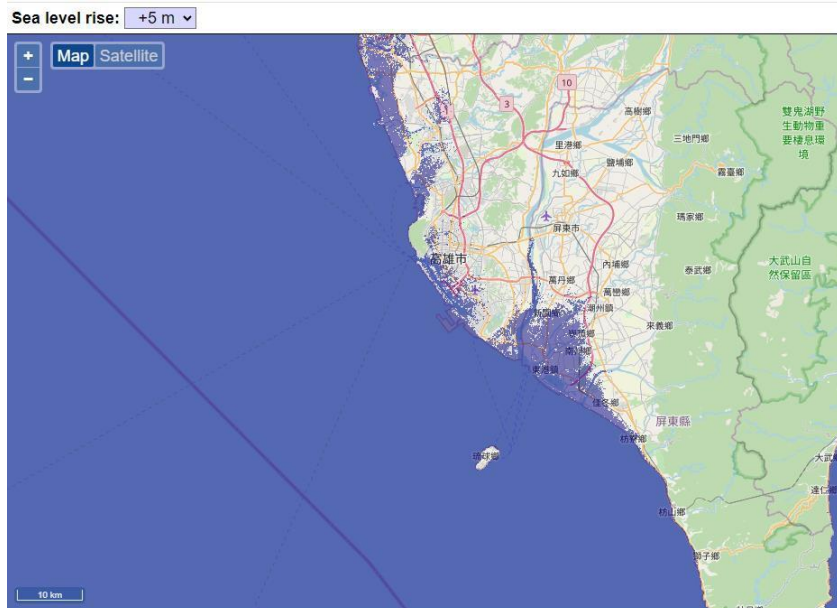 Sea level rise: +5 m
+
−
Map Satellite
10
3
1
高樹鄉
雙鬼湖野
生動物重
要棲息環
境
三地門鄉
里港鄉
鹽埔鄉
九如鄉
霧臺鄉
瑪家鄉
屏東市
高雄市
內埔鄉
泰武鄉
大武山自
然保留區
萬丹鄉
萬巒鄉
潮州鎮
新園鄉
來義鄉
崁頂鄉
南州鄉
東港鎮
佳冬鄉
屏東縣
枋寮鄉
琉球鄉
大武鄉
達仁鄉
枋山鄉
獅子鄉
10 km